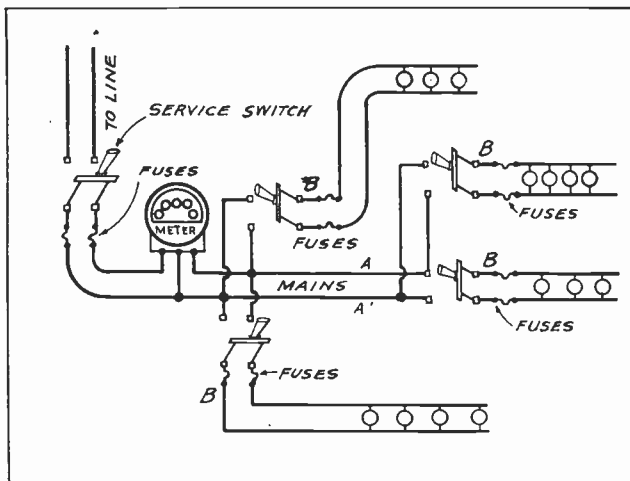 TO LINE
SERVICE SWITCH
FUSES
METER
B
FUSES
B
FUSES
A
MAINS
A'
B
FUSES
B
FUSES